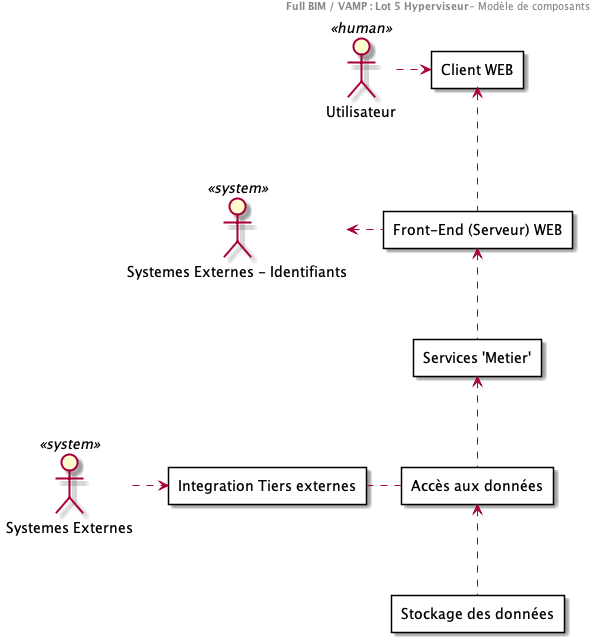 Full BIM / VAMP : Lot 5 Hyperviseur- Modèle de composants
«human»
Utilisateur
Client WEB
«system»
Systemes Externes - Identifiants
Front-End (Serveur) WEB
Services 'Metier'
«system»
Systemes Externes
Integration Tiers externes
Accès aux données
Stockage des données